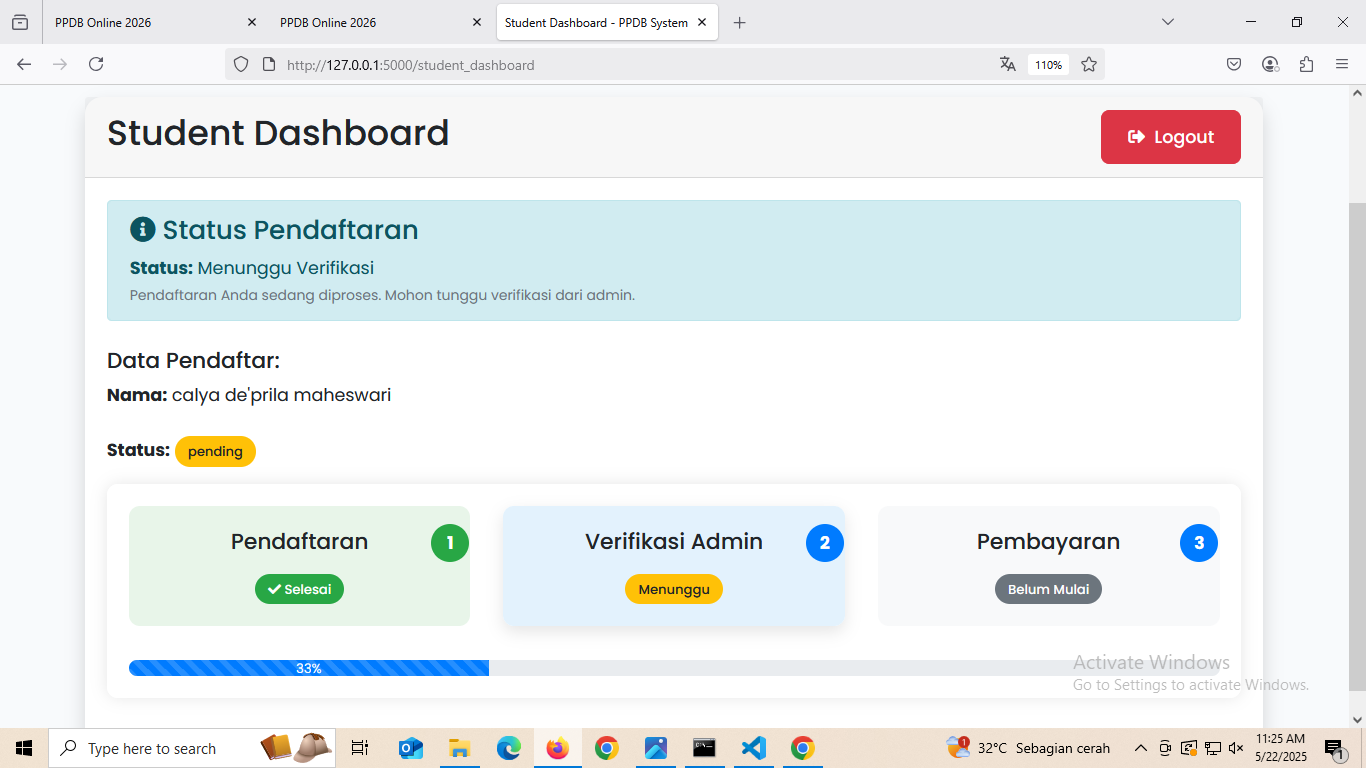 PPDB Online 2026
PPDB Online 2026
Student Dashboard - PPDB System
http://127.0.0.1:5000/student_dashboard
110%
Student Dashboard
Logout
Status Pendaftaran
Status: Menunggu Verifikasi
Pendaftaran Anda sedang diproses. Mohon tunggu verifikasi dari admin.
Data Pendaftar:
Nama: calya de'prila maheswari
Status: pending
Pendaftaran
1
Selesai
Verifikasi Admin
2
Menunggu
Pembayaran
3
Belum Mulai
33%
Activate Windows
Go to Settings to activate Windows.
Type here to search
1
32°C Sebagian cerah
11:25 AM
5/22/2025
1